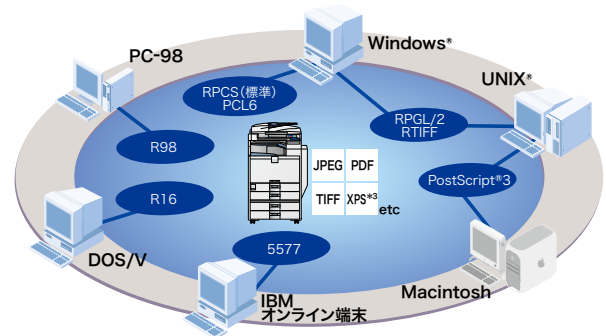 Windows®
PC-98
UNIX®
RPCS(標準)
PCL6
RPGL/2
RTIFF
R98
JPEG PDF
PostScript®3
R16
TIFF XPS*3
etc
5577
DOS/V
Macintosh
IBM
オンライン端末